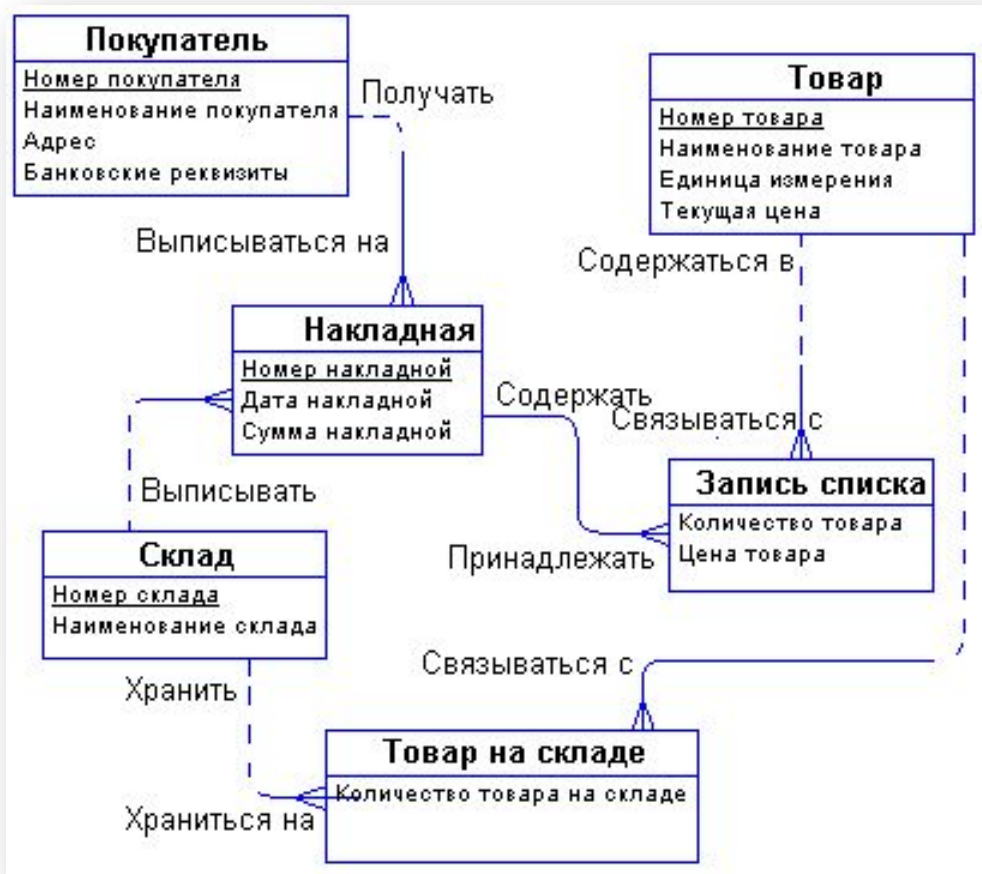 Покупатель
Номер покупателя
Наименование покупателя
Адрес
Банковские реквизиты
Получать
Товар
Номер товара
Наименование товара
Единица измерения
Текущая цена
Выписываться на
Содержаться в
Накладная
Номер накладной
Дата накладной
Сумма накладной
Содержать
Связываться с
Выписывать
Запись списка
Количество товара
Цена товара
Принадлежать
Склад
Номер склада
Наименование склада
Хранить
Связываться с
Товар на складе
Количество товара на складе
Храниться на